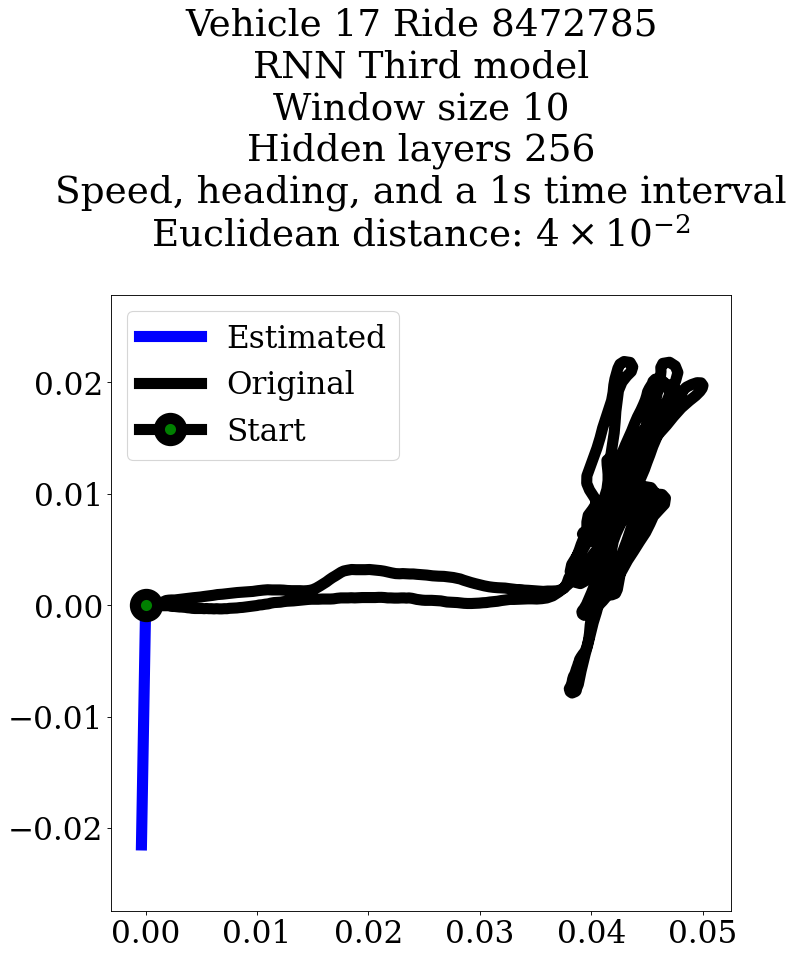 Vehicle 17 Ride 8472785
RNN Third model
Window size 10
Hidden layers 256
Speed, heading, and a 1s time interval
Euclidean distance: 4 × 10⁻²
Estimated
Original
Start
0.02
0.01
0.00
−0.01
−0.02
0.00 0.01 0.02 0.03 0.04 0.05